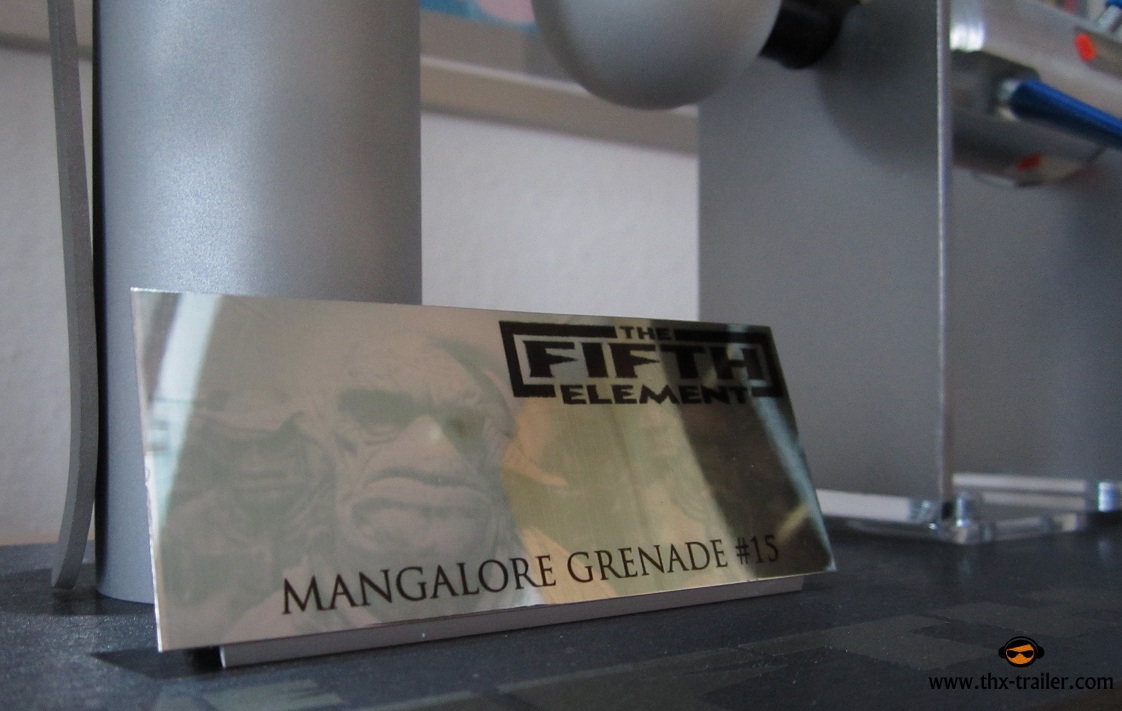 THE
FIFTH
ELEMENT
MANGALORE GRENADE #15
www.thx-trailer.com